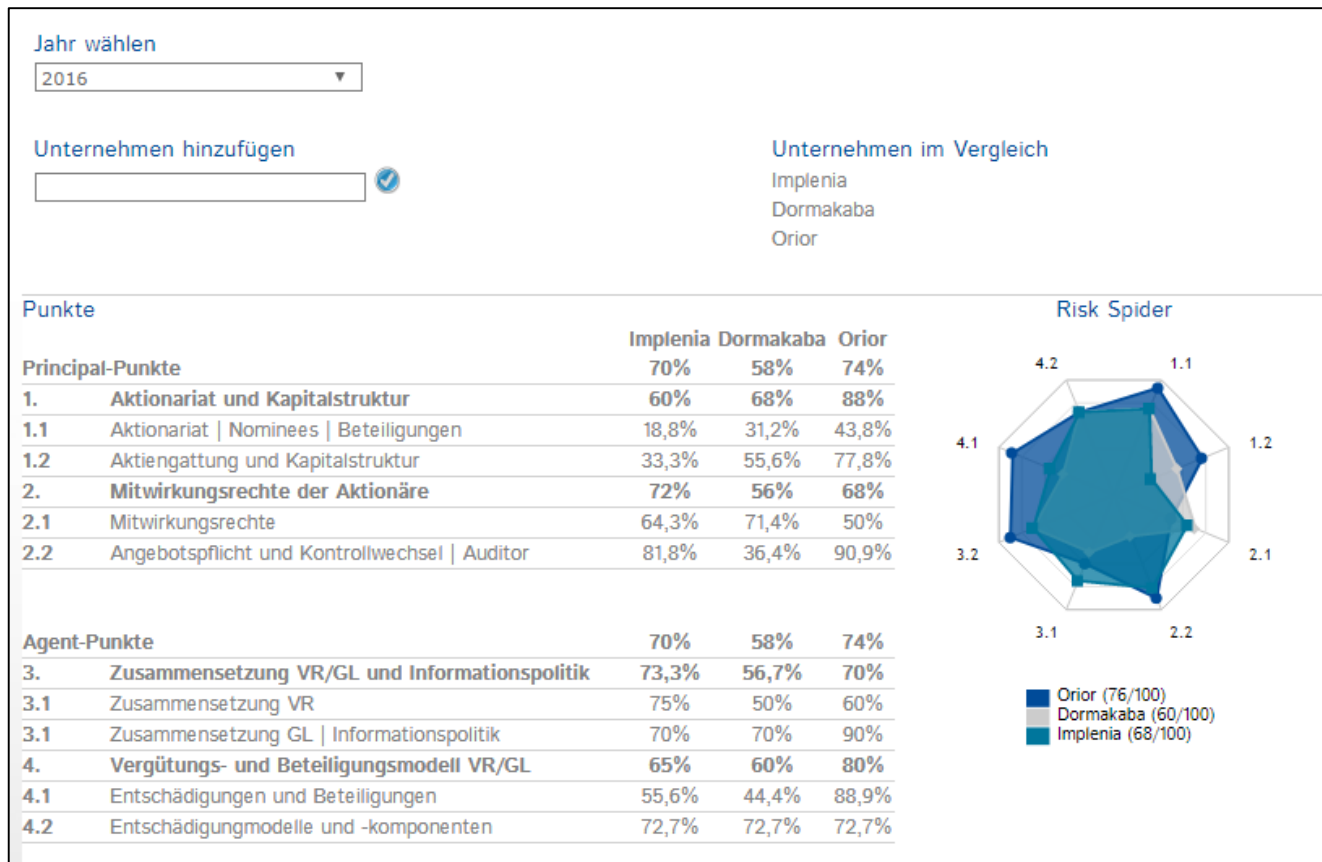 Jahr wählen
2016
Unternehmen hinzufügen
Unternehmen im Vergleich
Implenia
Dormakaba
Orior
Punkte
Risk Spider
Implenia Dormakaba Orior
Principal-Punkte 70% 58% 74%
1. Aktionariat und Kapitalstruktur 60% 68% 88%
1.1 Aktionariat | Nominees | Beteiligungen 18,8% 31,2% 43,8%
1.2 Aktiengattung und Kapitalstruktur 33,3% 55,6% 77,8%
2. Mitwirkungsrechte der Aktionäre 72% 56% 68%
2.1 Mitwirkungsrechte 64,3% 71,4% 50%
2.2 Angebotspflicht und Kontrollwechsel | Auditor 81,8% 36,4% 90,9%
Agent-Punkte 70% 58% 74%
3. Zusammensetzung VR/GL und Informationspolitik 73,3% 56,7% 70%
3.1 Zusammensetzung VR 75% 50% 60%
3.1 Zusammensetzung GL | Informationspolitik 70% 70% 90%
4. Vergütungs- und Beteiligungsmodell VR/GL 65% 60% 80%
4.1 Entschädigungen und Beteiligungen 55,6% 44,4% 88,9%
4.2 Entschädigungmodelle und -komponenten 72,7% 72,7% 72,7%
4.2 1.1
4.1 1.2
3.2 2.1
3.1 2.2
Orior (76/100)
Dormakaba (60/100)
Implenia (68/100)